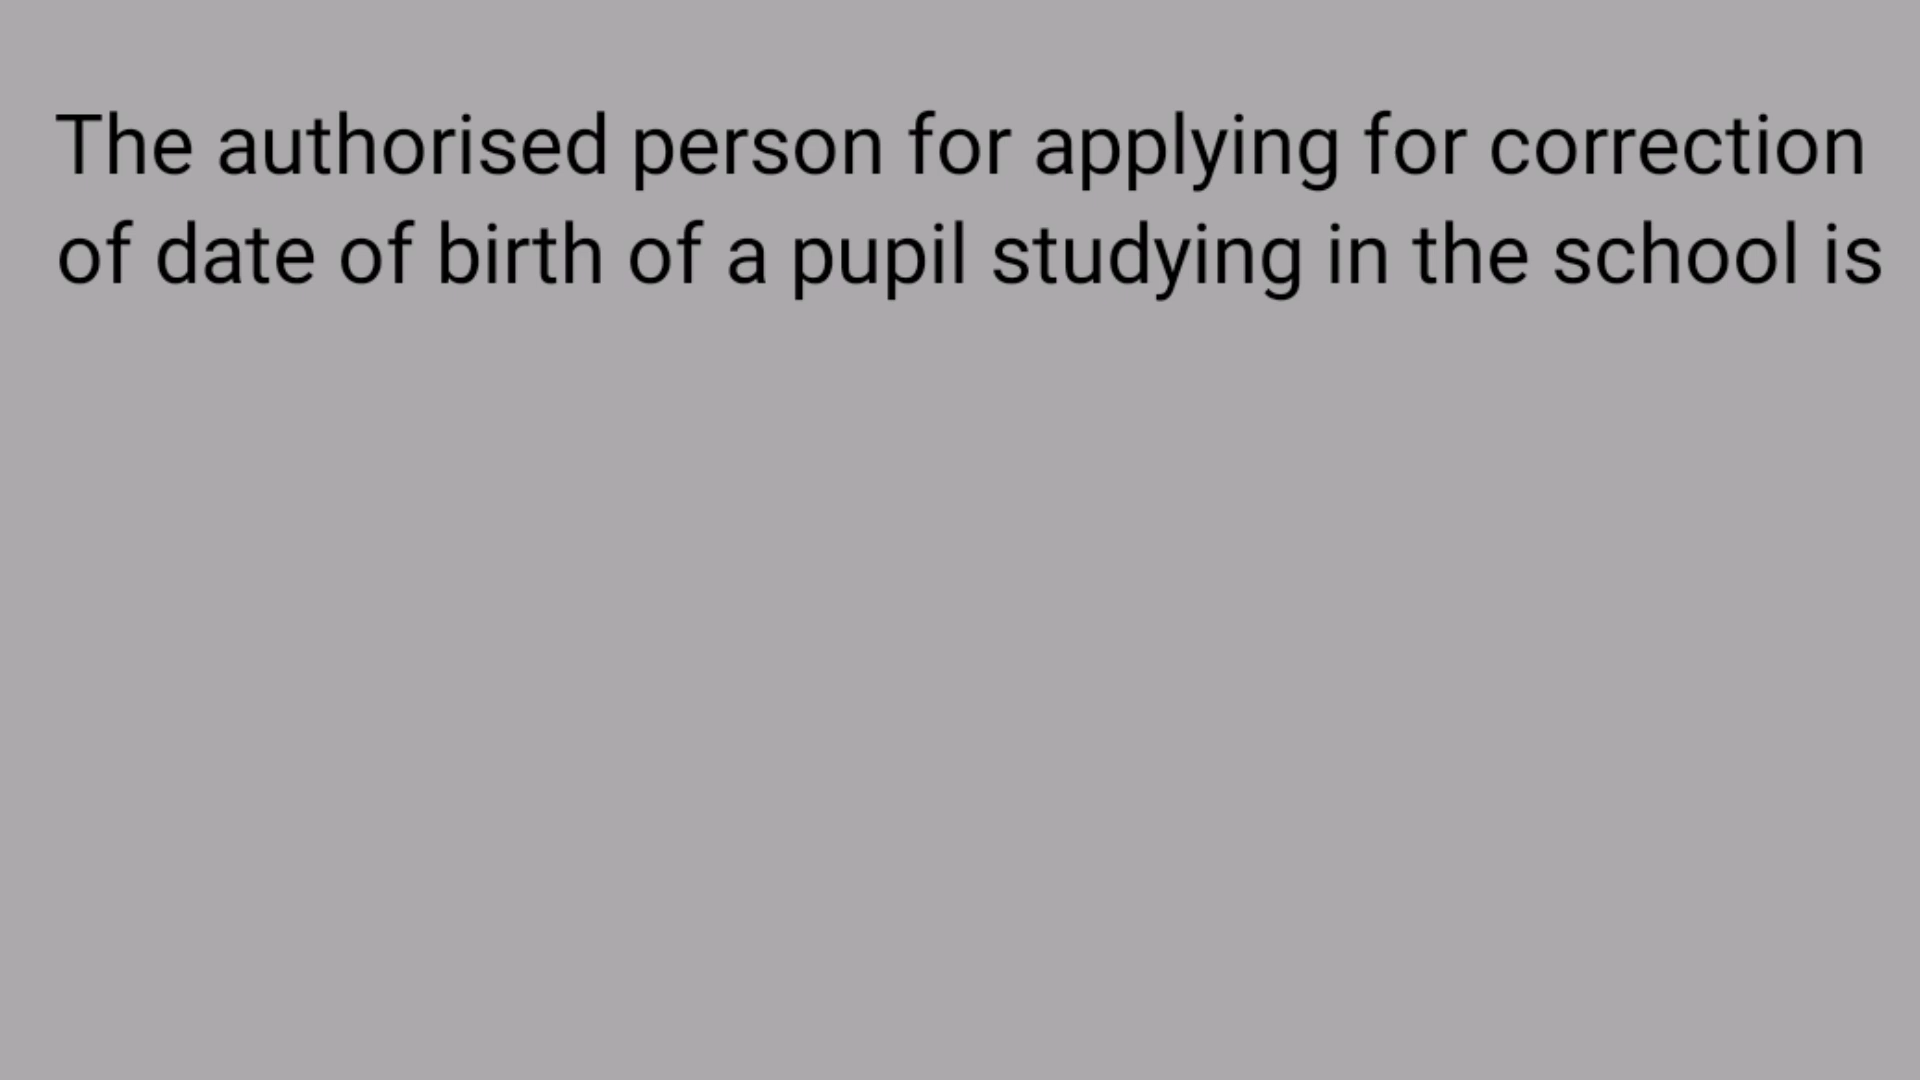 The authorised person for applying for correction
of date of birth of a pupil studying in the school is